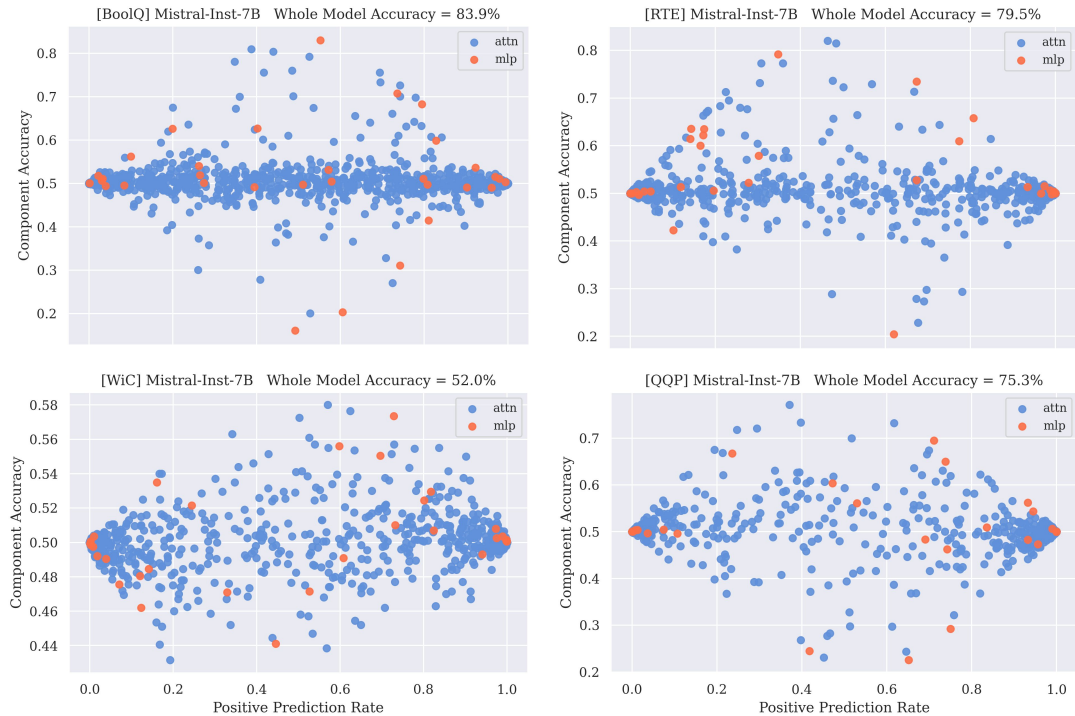 [BoolQ] Mistral-Inst-7B   Whole Model Accuracy = 83.9%
0.8
0.7
0.6
0.5
0.4
0.3
0.2
Component Accuracy
attn
mlp
[RTE] Mistral-Inst-7B   Whole Model Accuracy = 79.5%
0.8
0.7
0.6
0.5
0.4
0.3
0.2
Component Accuracy
attn
mlp
[WiC] Mistral-Inst-7B   Whole Model Accuracy = 52.0%
0.58
0.56
0.54
0.52
0.50
0.48
0.46
0.44
Component Accuracy
attn
mlp
0.0 0.2 0.4 0.6 0.8 1.0
Positive Prediction Rate
[QQP] Mistral-Inst-7B   Whole Model Accuracy = 75.3%
0.7
0.6
0.5
0.4
0.3
0.2
Component Accuracy
attn
mlp
0.0 0.2 0.4 0.6 0.8 1.0
Positive Prediction Rate